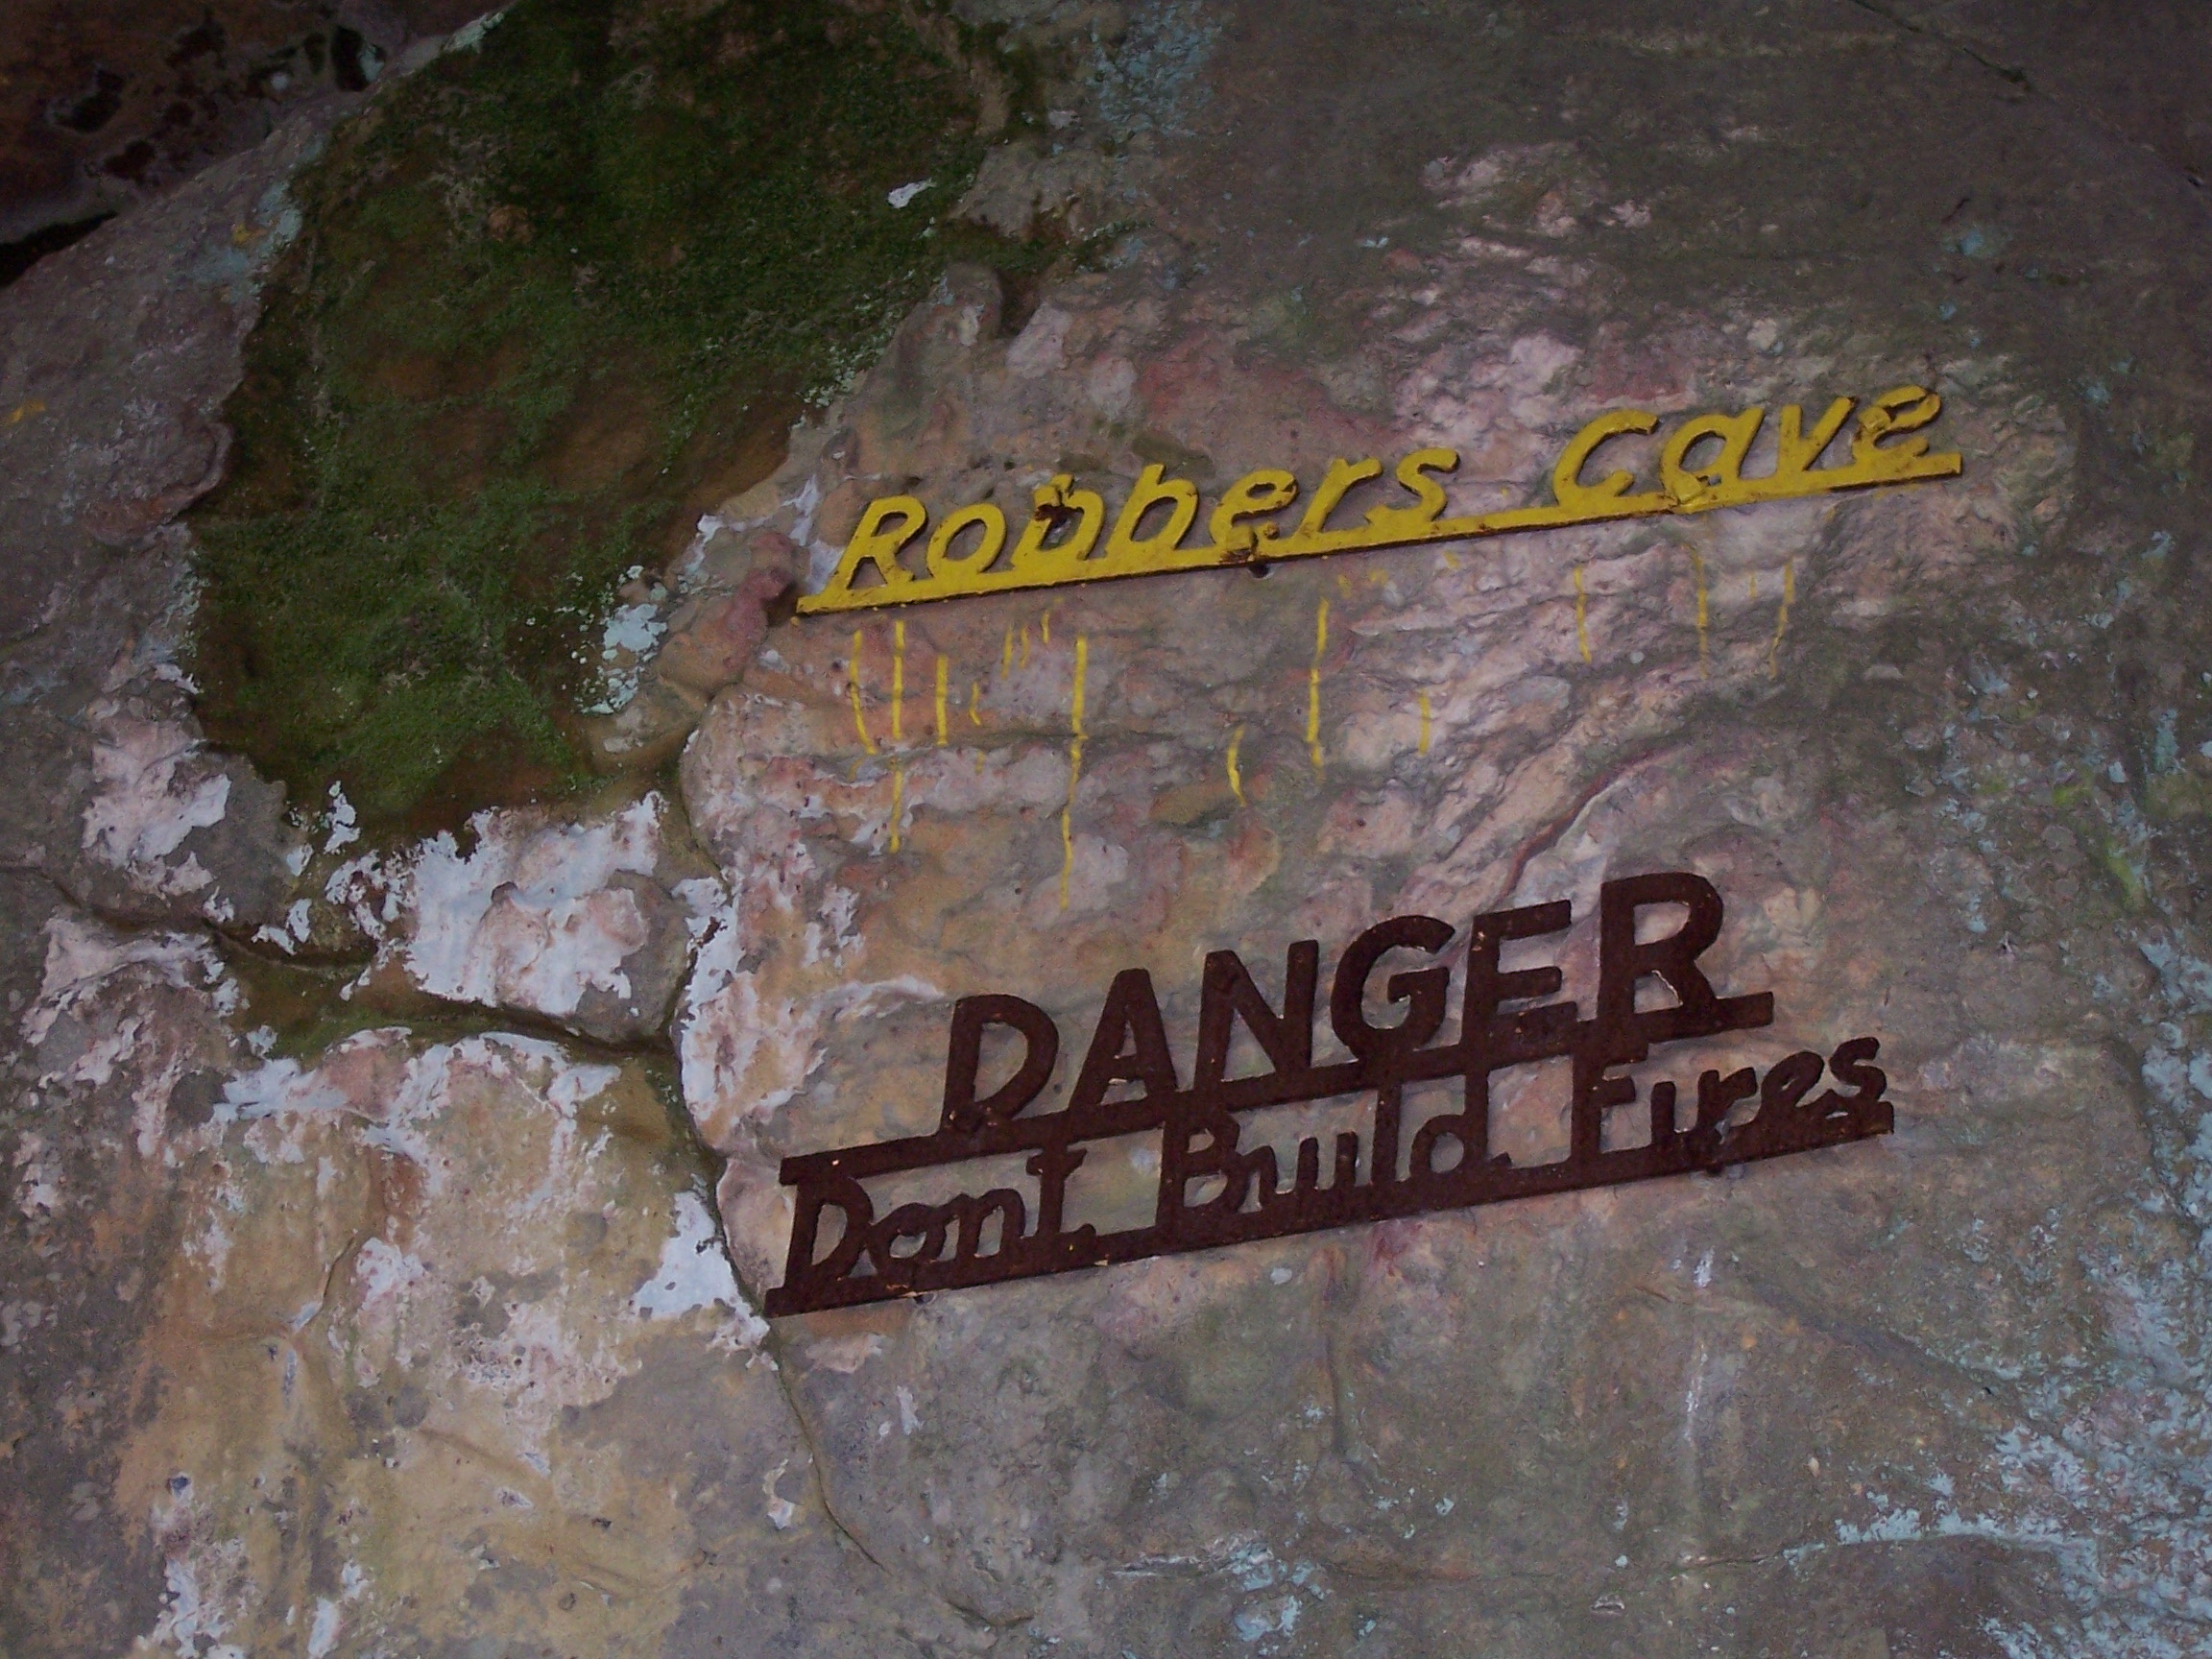 Robbers Cave
DANGER
Dont Build Fires